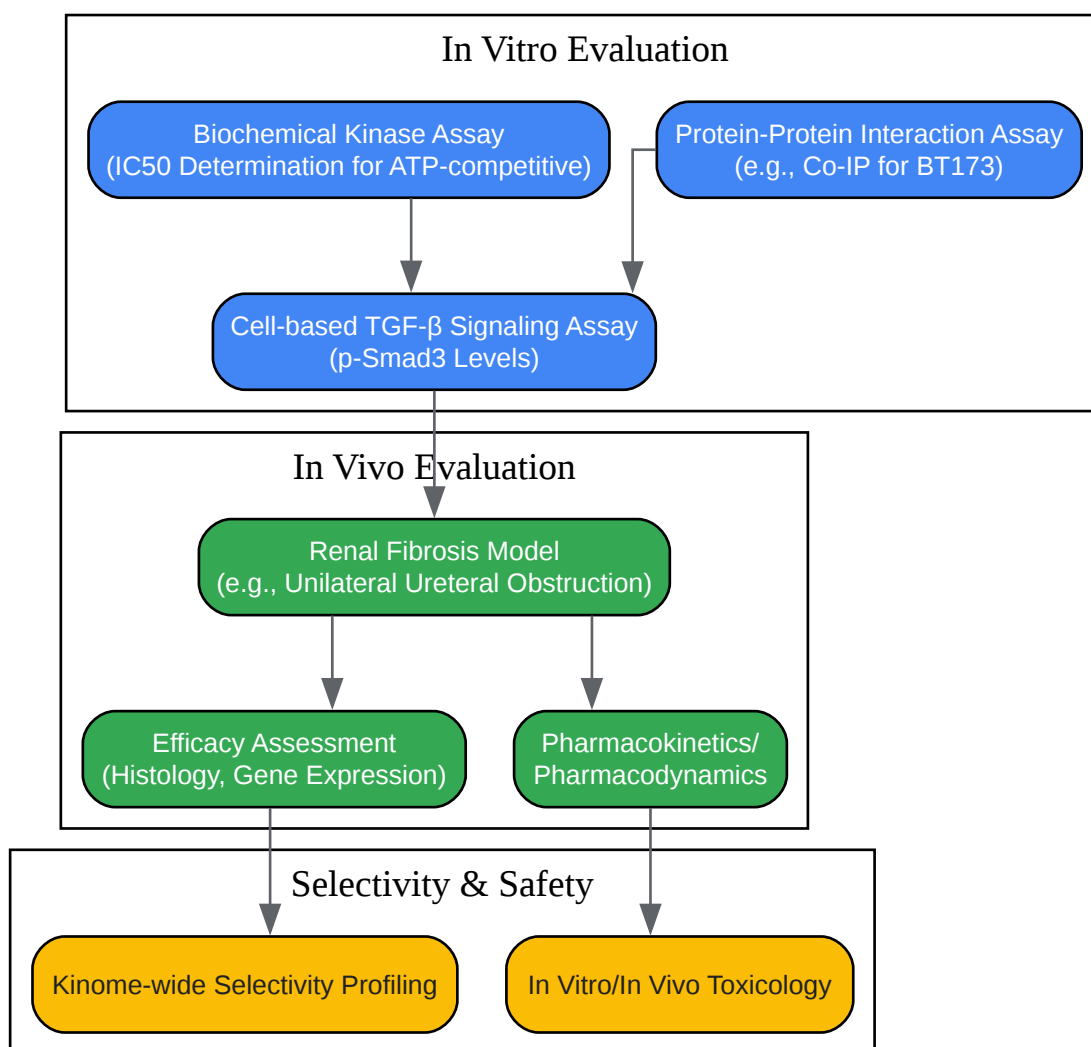 In Vitro Evaluation
Biochemical Kinase Assay
(IC50 Determination for ATP-competitive)
Protein-Protein Interaction Assay
(e.g., Co-IP for BT173)
Cell-based TGF-β Signaling Assay
(p-Smad3 Levels)
In Vivo Evaluation
Renal Fibrosis Model
(e.g., Unilateral Ureteral Obstruction)
Efficacy Assessment
(Histology, Gene Expression)
Pharmacokinetics/
Pharmacodynamics
Selectivity & Safety
Kinome-wide Selectivity Profiling
In Vitro/In Vivo Toxicology